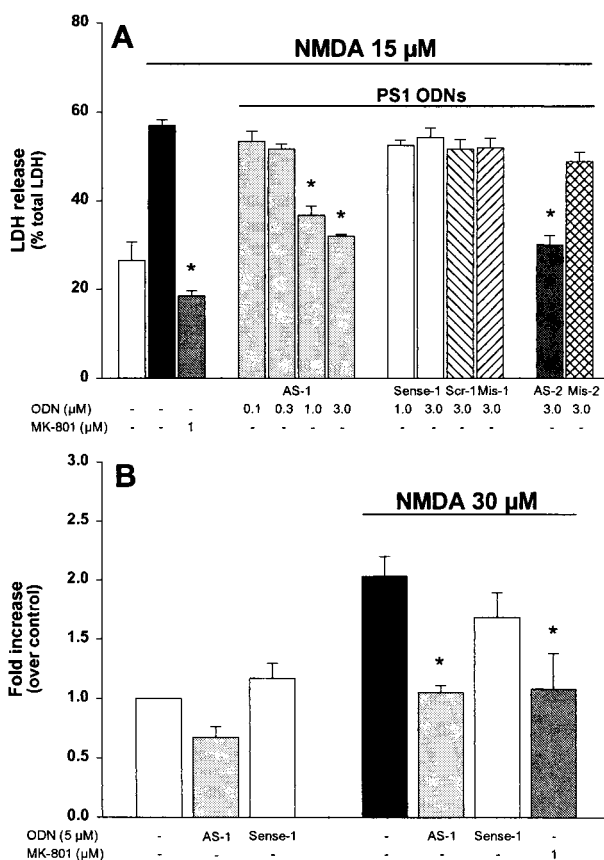 A
NMDA 15 µM
PS1 ODNs
80
60
40
20
0
LDH release
(% total LDH)
* * * *
AS-1 Sense-1 Scr-1 Mis-1 AS-2 Mis-2
ODN (µM) - - - 0.1 0.3 1.0 3.0 1.0 3.0 3.0 3.0 3.0 3.0
MK-801 (µM) - - 1 - - - - - - - - - -
B
NMDA 30 µM
3.0
2.5
2.0
1.5
1.0
0.5
0.0
Fold increase
(over control)
* *
ODN (5 µM) - AS-1 Sense-1 - AS-1 Sense-1 -
MK-801 (µM) - - - - - - 1